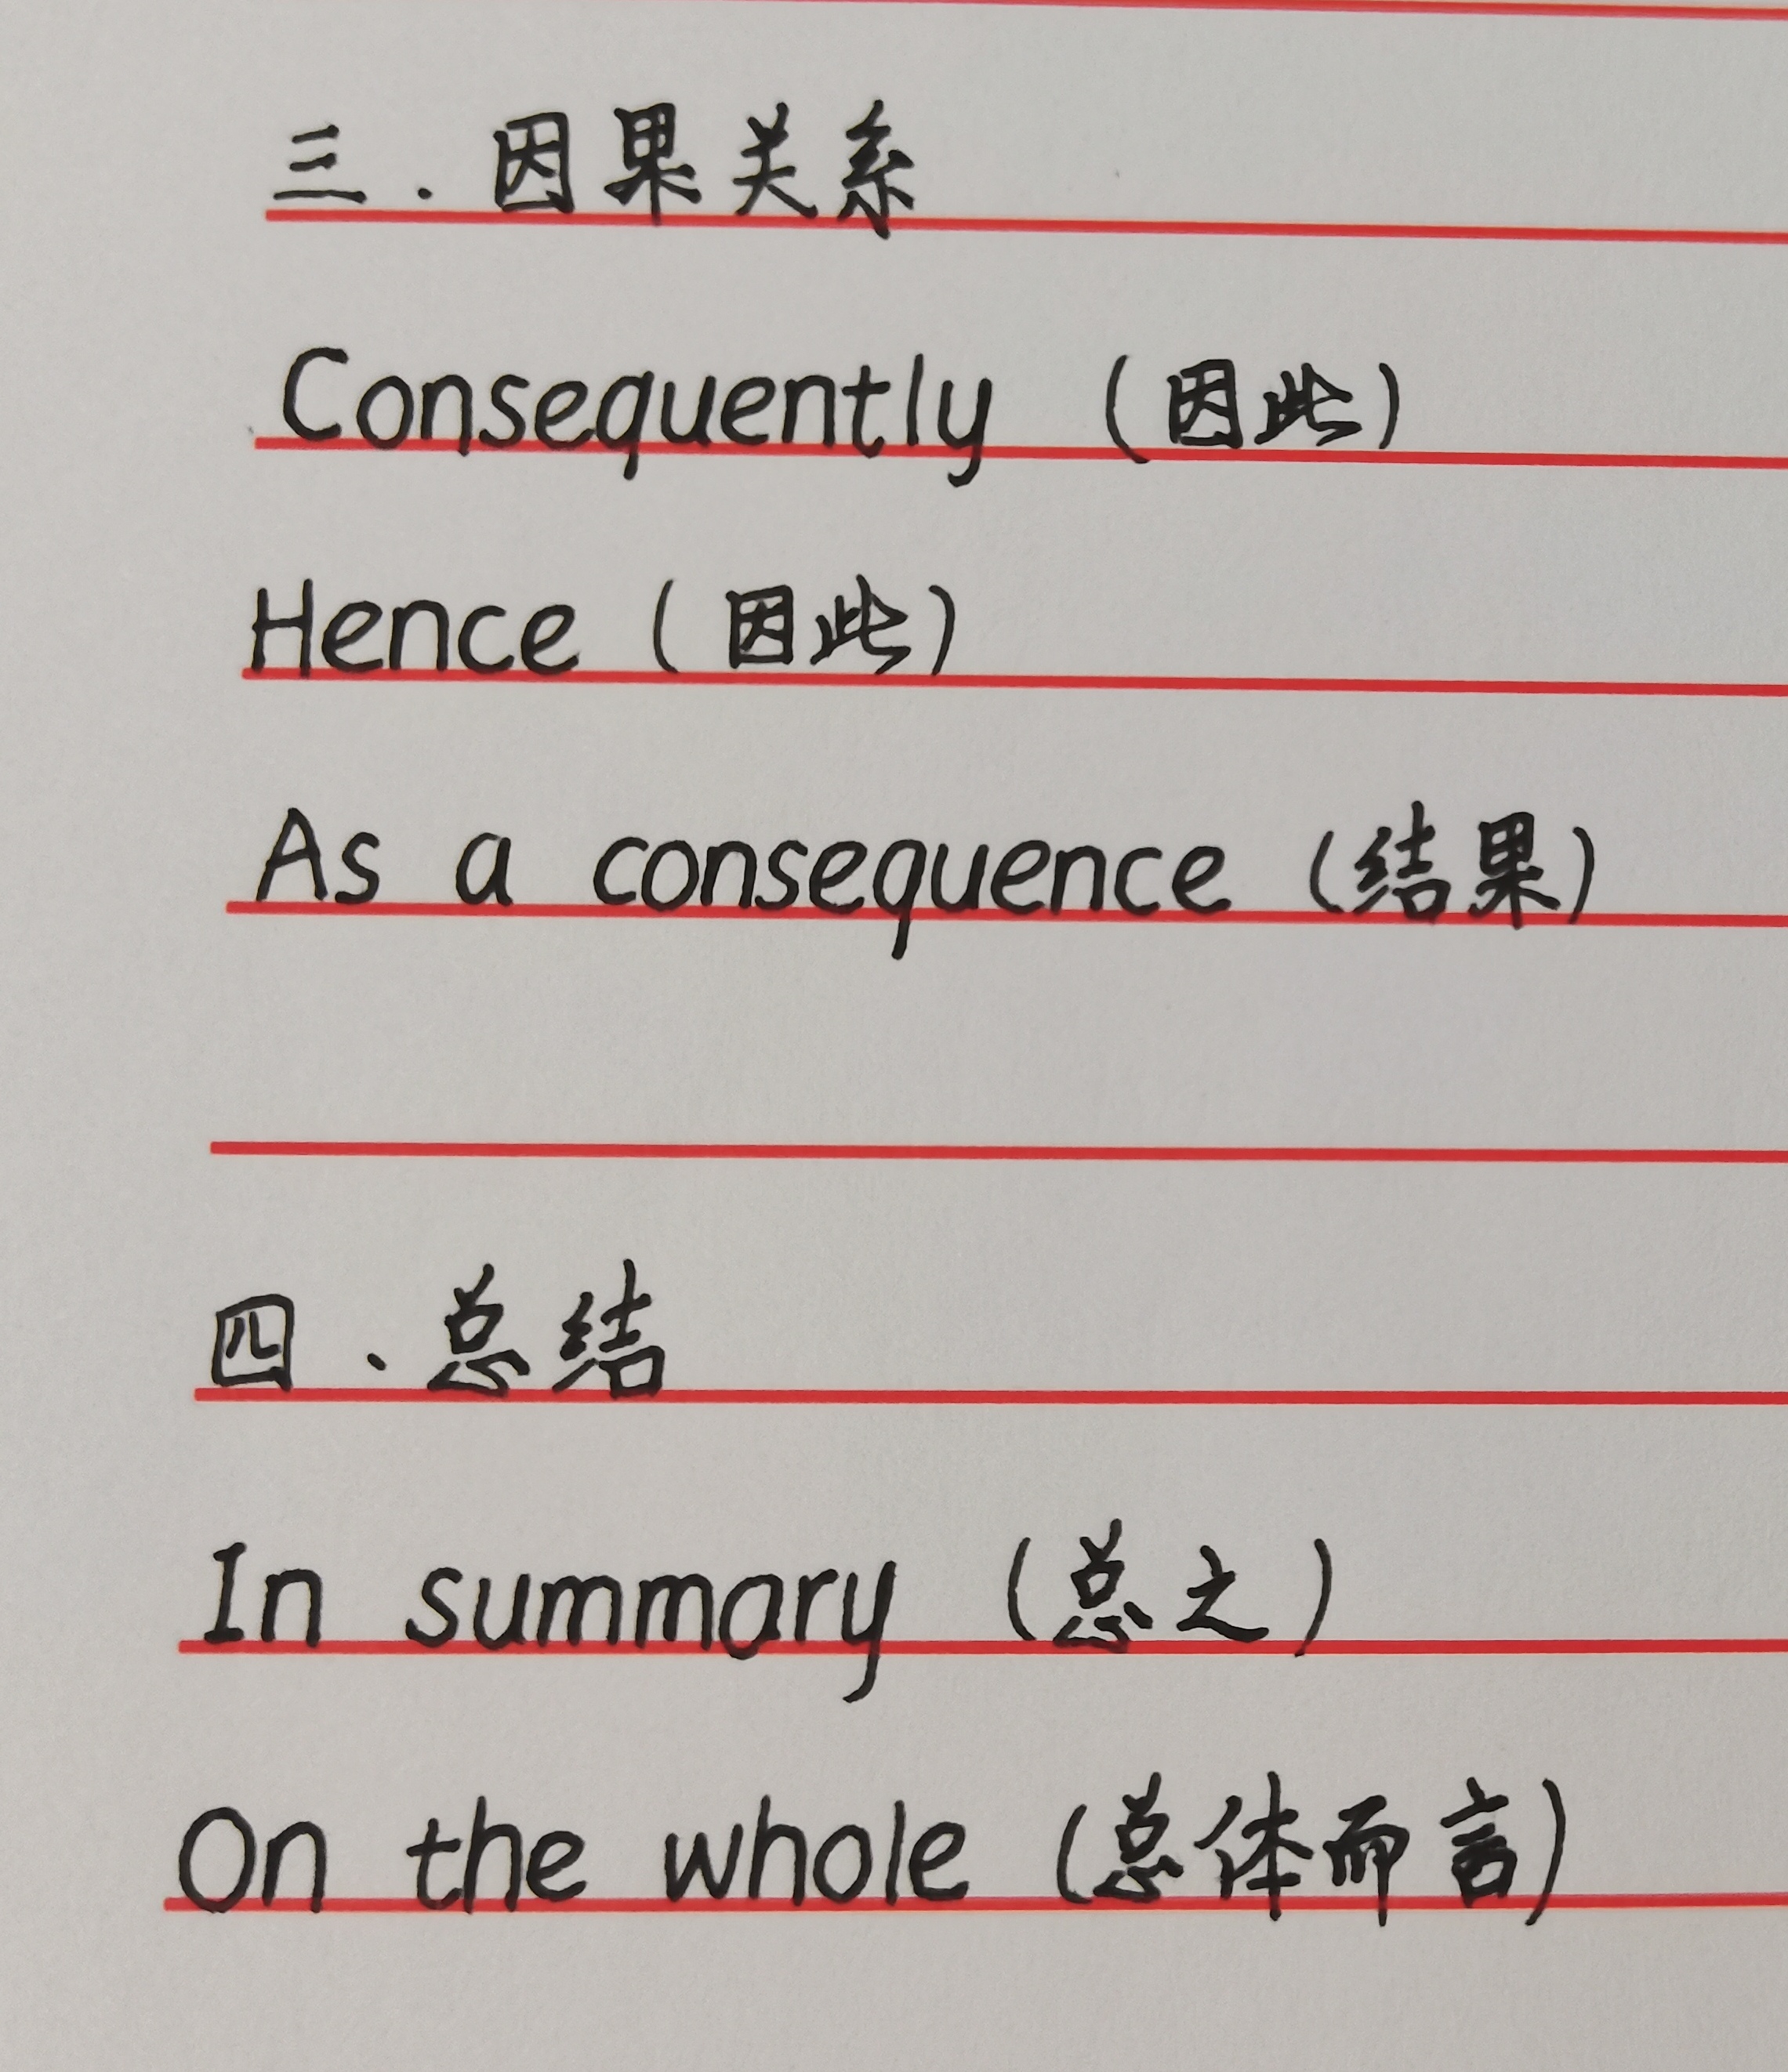 三.因果关系
Consequently (因此)
Hence (因此)
As a consequence (结果)
四.总结
In summary (总之)
On the whole (总体而言)